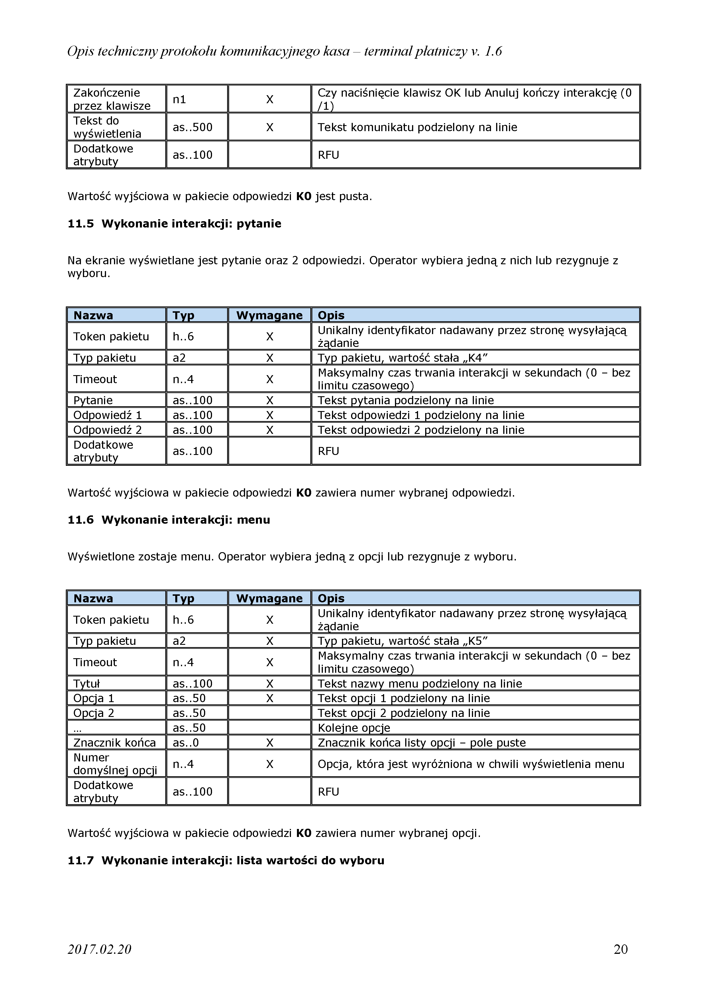 Opis techniczny protokołu komunikacyjnego kasa – terminal płatniczy v. 1.6
Zakończenie przez klawisze n1 X Czy naciśnięcie klawisz OK lub Anuluj kończy interakcję (0 /1)
Tekst do wyświetlenia as..500 X Tekst komunikatu podzielony na linie
Dodatkowe atrybuty as..100 RFU
Wartość wyjściowa w pakiecie odpowiedzi K0 jest pusta.
11.5 Wykonanie interakcji: pytanie
Na ekranie wyświetlane jest pytanie oraz 2 odpowiedzi. Operator wybiera jedną z nich lub rezygnuje z
wyboru.
Nazwa Typ Wymagane Opis
Token pakietu h..6 X Unikalny identyfikator nadawany przez stronę wysyłającą żądanie
Typ pakietu a2 X Typ pakietu, wartość stała „K4”
Timeout n..4 X Maksymalny czas trwania interakcji w sekundach (0 – bez limitu czasowego)
Pytanie as..100 X Tekst pytania podzielony na linie
Odpowiedź 1 as..100 X Tekst odpowiedzi 1 podzielony na linie
Odpowiedź 2 as..100 X Tekst odpowiedzi 2 podzielony na linie
Dodatkowe atrybuty as..100 RFU
Wartość wyjściowa w pakiecie odpowiedzi K0 zawiera numer wybranej odpowiedzi.
11.6 Wykonanie interakcji: menu
Wyświetlone zostaje menu. Operator wybiera jedną z opcji lub rezygnuje z wyboru.
Nazwa Typ Wymagane Opis
Token pakietu h..6 X Unikalny identyfikator nadawany przez stronę wysyłającą żądanie
Typ pakietu a2 X Typ pakietu, wartość stała „K5”
Timeout n..4 X Maksymalny czas trwania interakcji w sekundach (0 – bez limitu czasowego)
Tytuł as..100 X Tekst nazwy menu podzielony na linie
Opcja 1 as..50 X Tekst opcji 1 podzielony na linie
Opcja 2 as..50 Tekst opcji 2 podzielony na linie
… as..50 Kolejne opcje
Znacznik końca as..0 X Znacznik końca listy opcji – pole puste
Numer domyślnej opcji n..4 X Opcja, która jest wyróżniona w chwili wyświetlenia menu
Dodatkowe atrybuty as..100 RFU
Wartość wyjściowa w pakiecie odpowiedzi K0 zawiera numer wybranej opcji.
11.7 Wykonanie interakcji: lista wartości do wyboru
2017.02.20 20